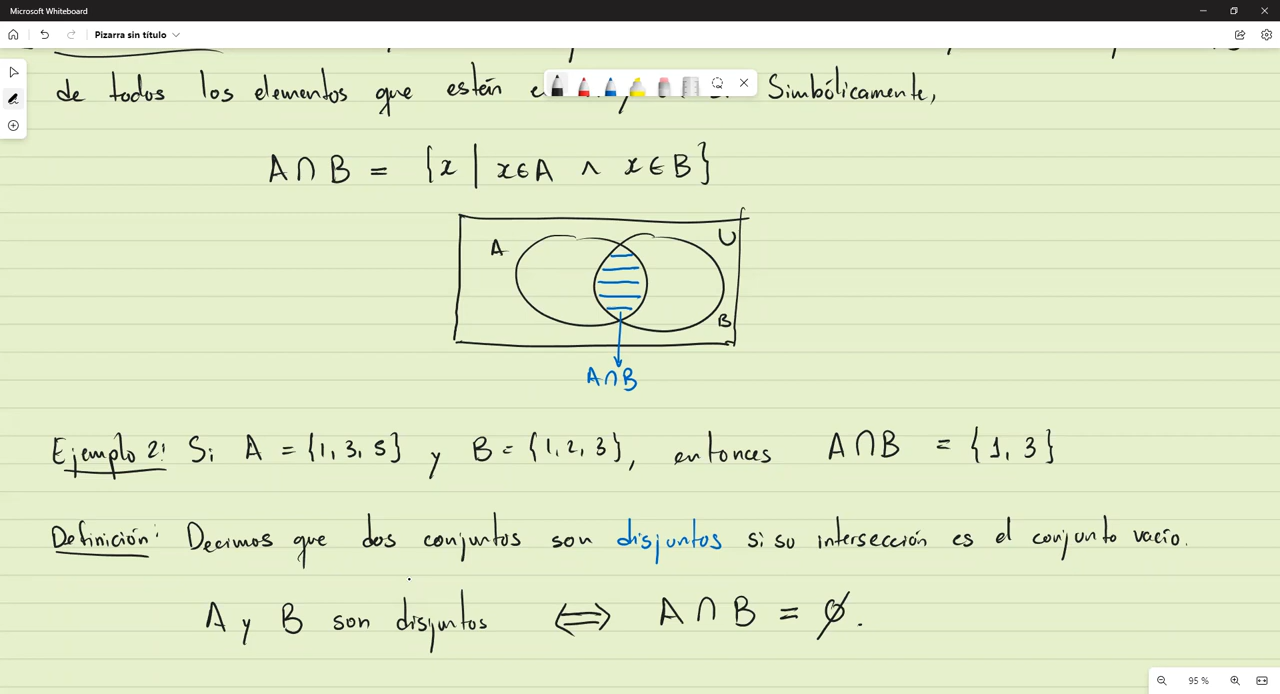 Microsoft Whiteboard
Pizarra sin título
de todos los elementos que están Simbólicamente,
A ∩ B = {x | x ∈ A ∧ x ∈ B}
A U
B
A∩B
Ejemplo 2: Si A = {1, 3, 5} y B = {1, 2, 3}, entonces A∩B = {1, 3}
Definición: Decimos que dos conjuntos son disjuntos si su intersección es el conjunto vacío.
A y B son disjuntos ⟺ A ∩ B = ∅.
95 %